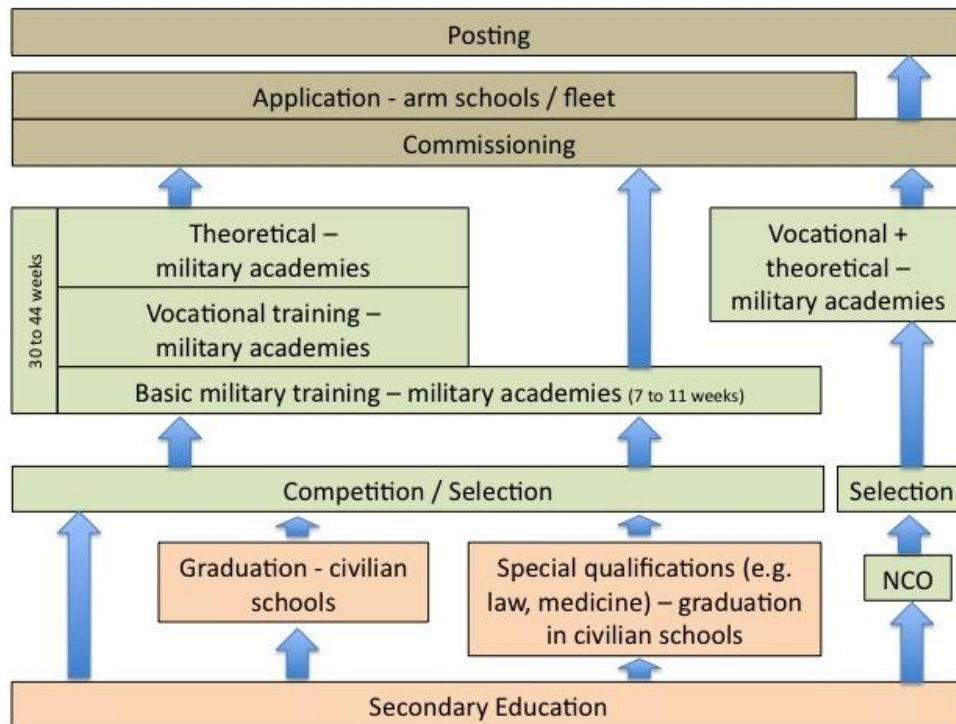 Posting
Application - arm schools / fleet
Commissioning
30 to 44 weeks
Theoretical –
military academies
Vocational training –
military academies
Basic military training – military academies (7 to 11 weeks)
Vocational +
theoretical –
military academies
Competition / Selection
Selection
Graduation - civilian
schools
Special qualifications (e.g.
law, medicine) – graduation
in civilian schools
NCO
Secondary Education